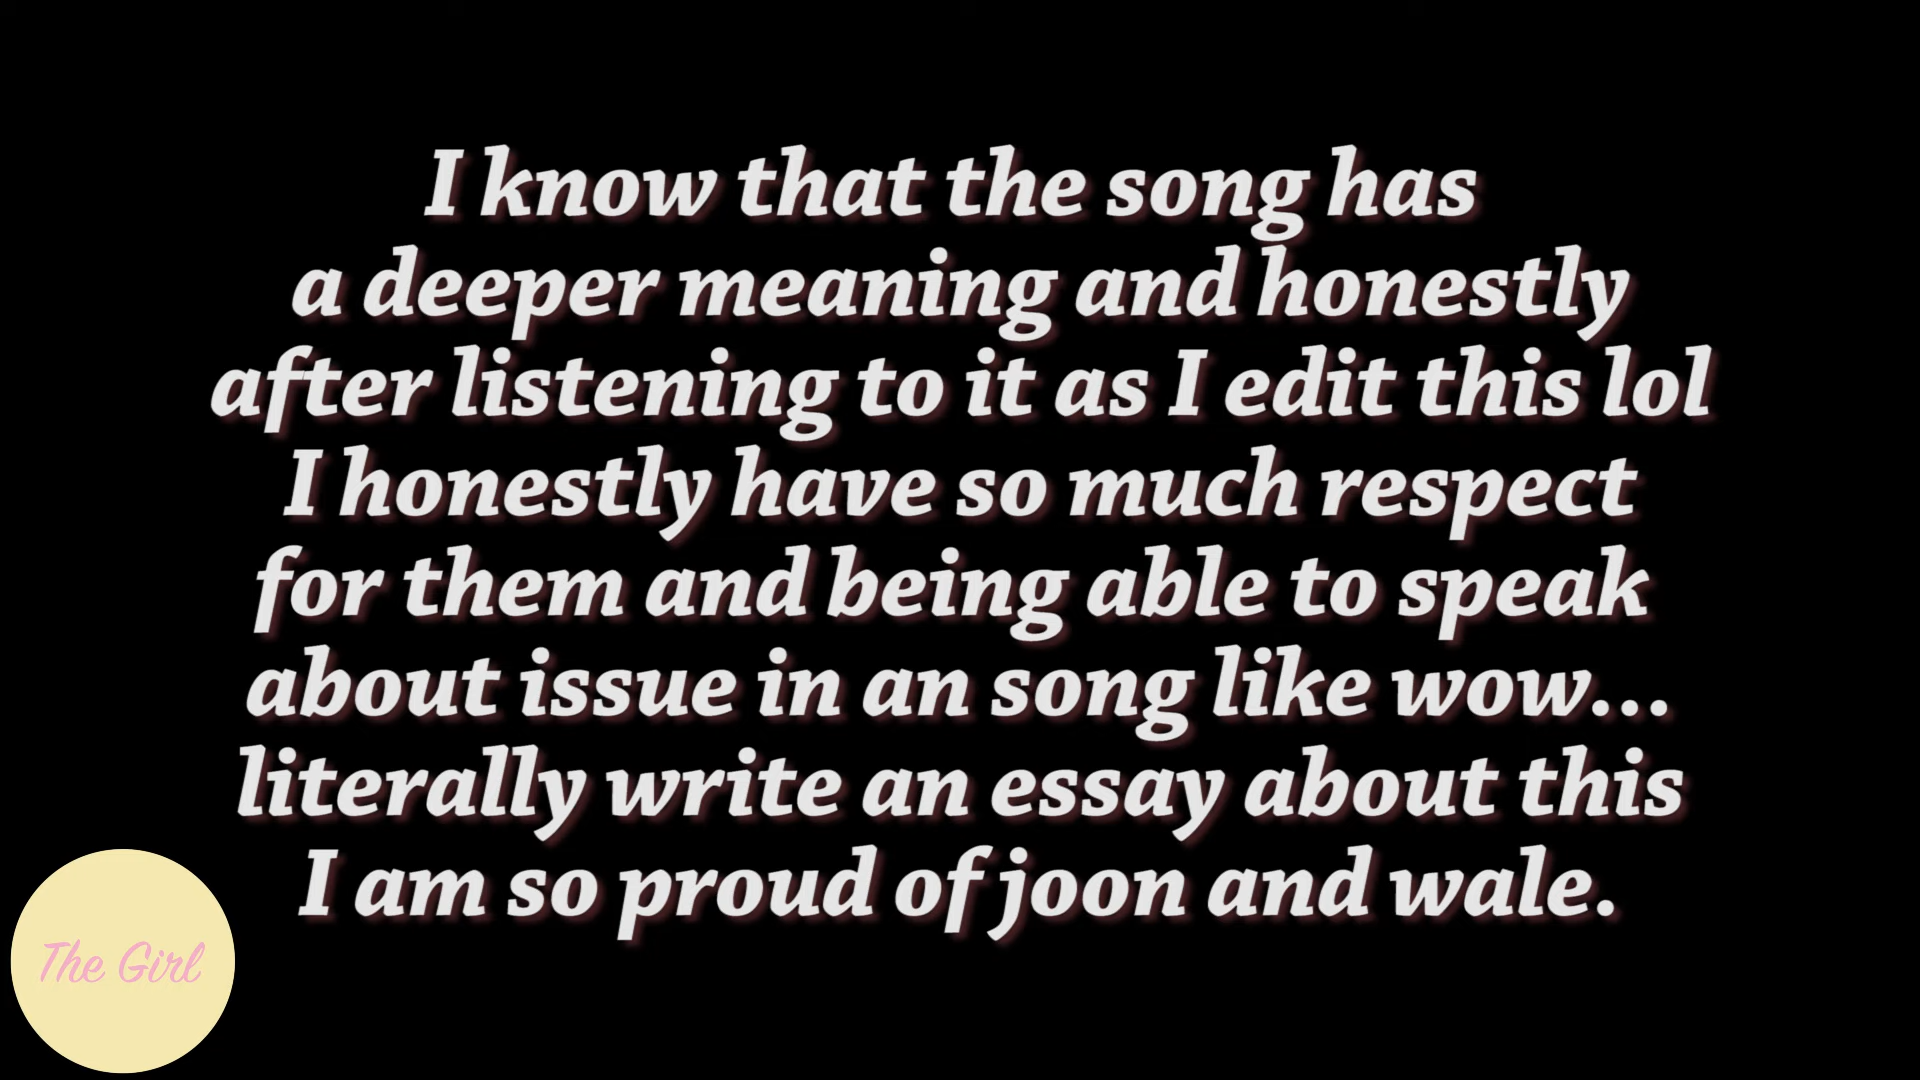 I know that the song has
a deeper meaning and honestly
after listening to it as I edit this lol
I honestly have so much respect
for them and being able to speak
about issue in an song like wow...
literally write an essay about this
I am so proud of joon and wale.
The Girl